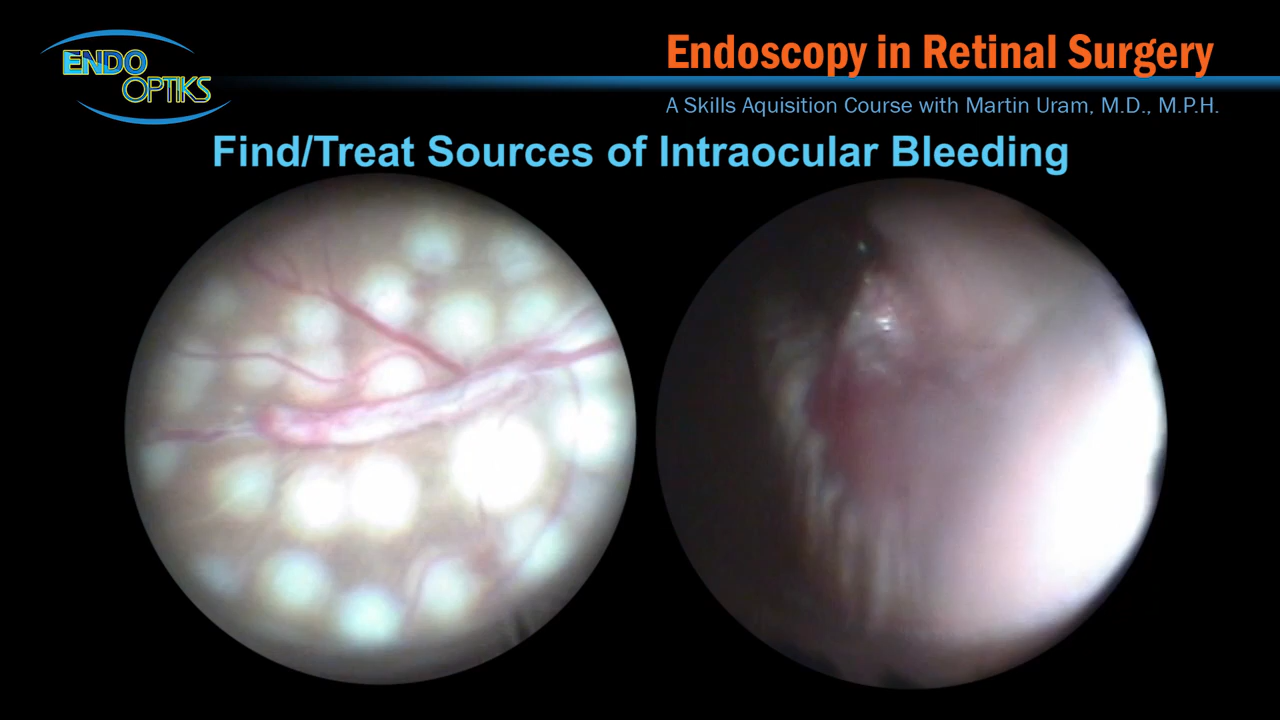 ENDO
OPTIKS
Endoscopy in Retinal Surgery
A Skills Aquisition Course with Martin Uram, M.D., M.P.H.
Find/Treat Sources of Intraocular Bleeding